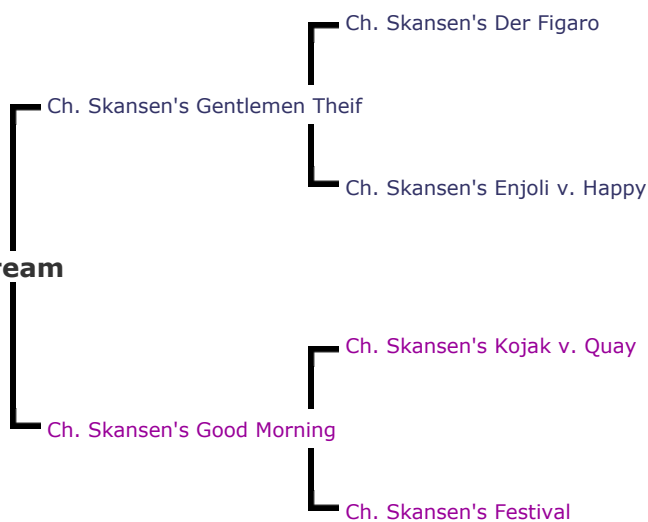 Ch. Skansen's Der Figaro
Ch. Skansen's Gentlemen Theif
Ch. Skansen's Enjoli v. Happy
Ch. Skansen's Kojak v. Quay
Ch. Skansen's Good Morning
Ch. Skansen's Festival